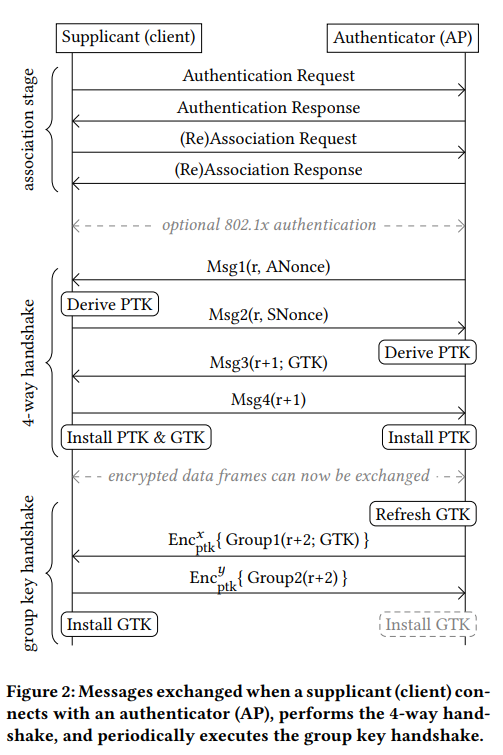 Supplicant (client)
Authenticator (AP)
association stage
Authentication Request
Authentication Response
(Re)Association Request
(Re)Association Response
optional 802.1x authentication
4-way handshake
Msg1(r, ANonce)
Derive PTK
Msg2(r, SNonce)
Derive PTK
Msg3(r+1; GTK)
Msg4(r+1)
Install PTK & GTK
Install PTK
encrypted data frames can now be exchanged
group key handshake
Refresh GTK
Encˣptk{ Group1(r+2; GTK) }
Encʸptk{ Group2(r+2) }
Install GTK
Install GTK
Figure 2: Messages exchanged when a supplicant (client) con-
nects with an authenticator (AP), performs the 4-way hand-
shake, and periodically executes the group key handshake.